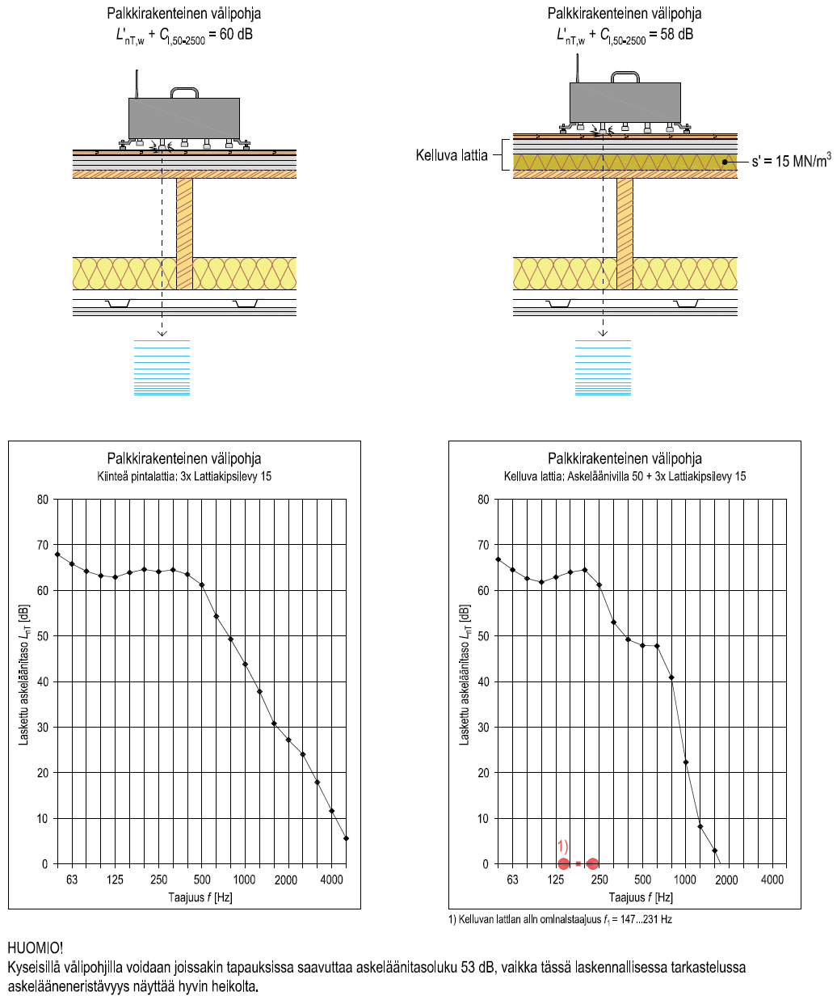 Palkkirakenteinen välipohja
L'nT,w + CI,50-2500 = 60 dB
Palkkirakenteinen välipohja
L'nT,w + CI,50-2500 = 58 dB
Kelluva lattia
s' = 15 MN/m³
Palkkirakenteinen välipohja
Kiinteä pintalattia: 3x Lattiakipsilevy 15
80
70
60
50
40
30
20
10
0
Laskettu askeläänitaso LnT [dB]
63 125 250 500 1000 2000 4000
Taajuus f [Hz]
Palkkirakenteinen välipohja
Kelluva lattia: Askeläänivilla 50 + 3x Lattiakipsilevy 15
80
70
60
50
40
30
20
10
0
Laskettu askeläänitaso LnT [dB]
1)
63 125 250 500 1000 2000 4000
Taajuus f [Hz]
1) Kelluvan lattian alin ominaistaajuus f1 = 147...231 Hz
HUOMIO!
Kyseisillä välipohjilla voidaan joissakin tapauksissa saavuttaa askeläänitasoluku 53 dB, vaikka tässä laskennallisessa tarkastelussa
askelääneneristävyys näyttää hyvin heikolta.